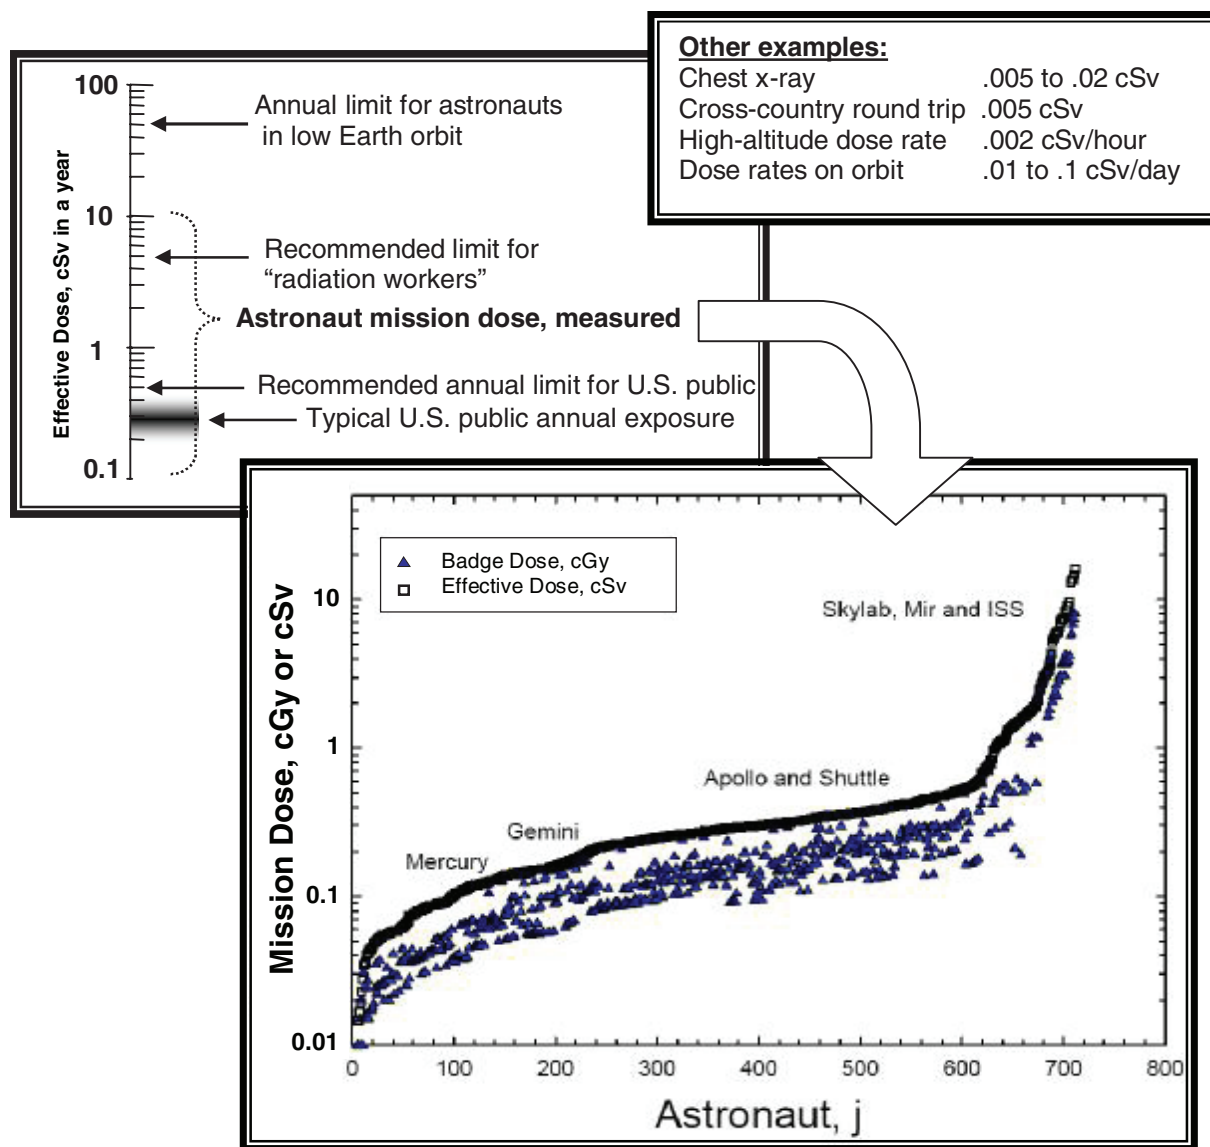 Other examples:
Chest x-ray .005 to .02 cSv
Cross-country round trip .005 cSv
High-altitude dose rate .002 cSv/hour
Dose rates on orbit .01 to .1 cSv/day
Effective Dose, cSv in a year
100
10
1
0.1
Annual limit for astronauts
in low Earth orbit
Recommended limit for
“radiation workers”
Astronaut mission dose, measured
Recommended annual limit for U.S. public
Typical U.S. public annual exposure
Mission Dose, cGy or cSv
10
1
0.1
0.01
Badge Dose, cGy
Effective Dose, cSv
Skylab, Mir and ISS
Apollo and Shuttle
Gemini
Mercury
0 100 200 300 400 500 600 700 800
Astronaut, j